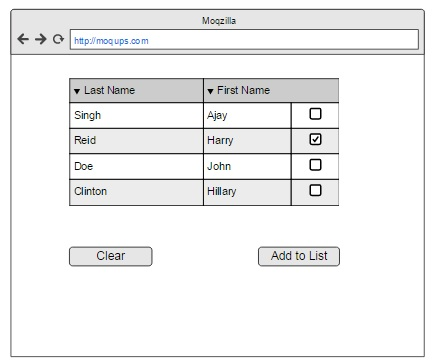 Moqzilla
http://moqups.com
Last Name First Name
Singh Ajay
Reid Harry
Doe John
Clinton Hillary
Clear Add to List